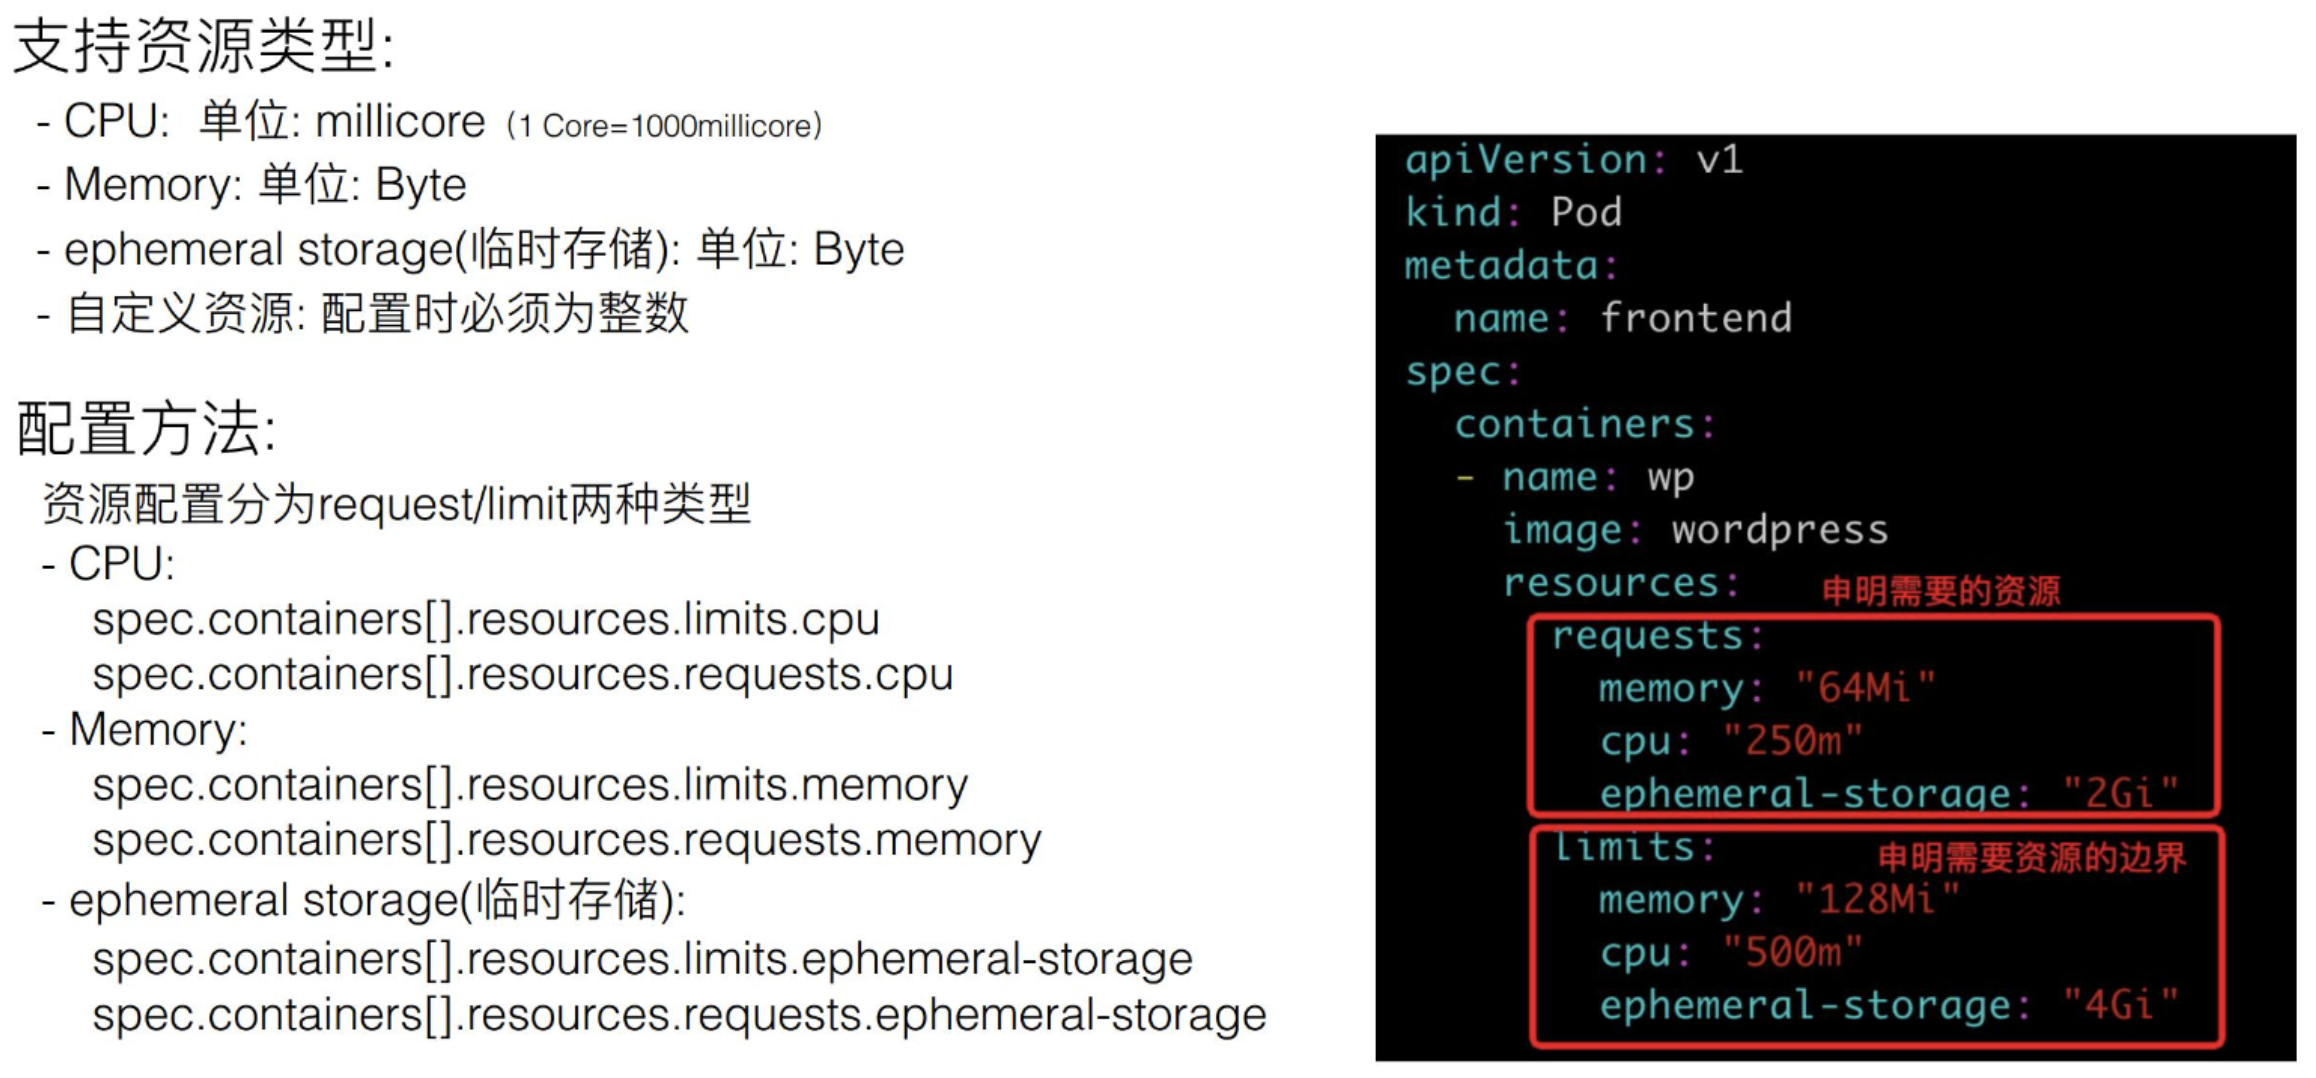 支持资源类型:
- CPU: 单位: millicore (1 Core=1000millicore)
- Memory: 单位: Byte
- ephemeral storage(临时存储): 单位: Byte
- 自定义资源: 配置时必须为整数
配置方法:
资源配置分为request/limit两种类型
- CPU:
spec.containers[].resources.limits.cpu
spec.containers[].resources.requests.cpu
- Memory:
spec.containers[].resources.limits.memory
spec.containers[].resources.requests.memory
- ephemeral storage(临时存储):
spec.containers[].resources.limits.ephemeral-storage
spec.containers[].resources.requests.ephemeral-storage
apiVersion: v1
kind: Pod
metadata:
name: frontend
spec:
containers:
- name: wp
image: wordpress
resources: 申明需要的资源
requests:
memory: "64Mi"
cpu: "250m"
ephemeral-storage: "2Gi"
limits: 申明需要资源的边界
memory: "128Mi"
cpu: "500m"
ephemeral-storage: "4Gi"